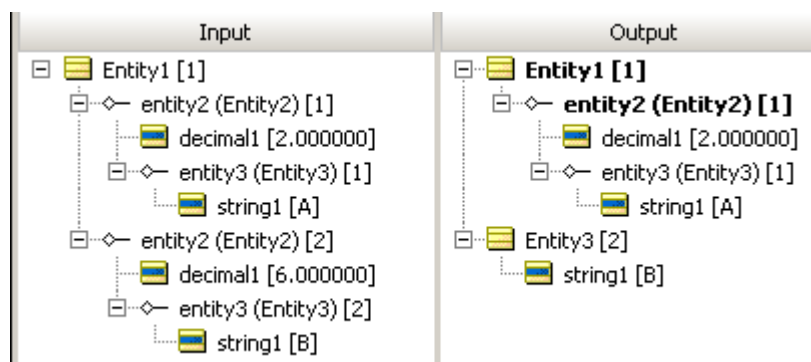 Input
Entity1 [1]
entity2 (Entity2) [1]
decimal1 [2.000000]
entity3 (Entity3) [1]
string1 [A]
entity2 (Entity2) [2]
decimal1 [6.000000]
entity3 (Entity3) [2]
string1 [B]
Output
Entity1 [1]
entity2 (Entity2) [1]
decimal1 [2.000000]
entity3 (Entity3) [1]
string1 [A]
Entity3 [2]
string1 [B]